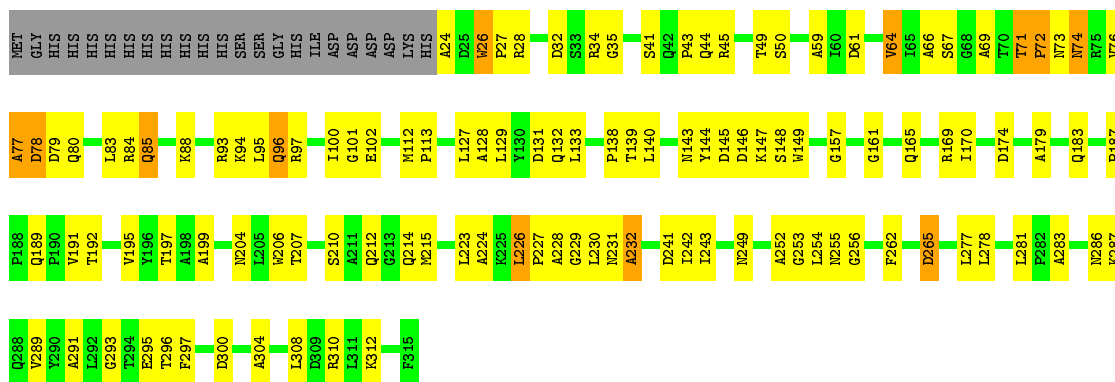 MET GLY HIS HIS HIS HIS HIS HIS HIS HIS HIS HIS SER SER GLY HIS ILE ASP ASP ASP ASP LYS HIS A24 D25 W26 P27 R28 D32 S33 R34 G35 S41 Q42 P43 Q44 R45 T49 S50 A59 I60 D61 V64 I65 A66 S67 G68 A69 T70 T71 P72 N73 N74 R75 V76
A77 D78 D79 Q80 L83 R84 Q85 K88 R93 K94 L95 Q96 R97 I100 G101 E102 M112 P113 L127 A128 L129 Y130 D131 Q132 L133 P138 T139 L140 N143 Y144 D145 D146 K147 S148 W149 G157 G161 Q165 R169 I170 D174 A179 Q183 P187
P188 Q189 P190 V191 T192 V195 Y196 T197 A198 A199 N204 L205 W206 T207 S210 A211 Q212 G213 Q214 M215 L223 A224 K225 L226 P227 A228 G229 L230 N231 A232 D241 I242 I243 N249 A252 G253 L254 N255 G256 F262 D265 L277 L278 L281 P282 A283 N286 K287
Q288 V289 Y290 A291 L292 G293 T294 E295 T296 F297 D300 A304 L308 D309 R310 L311 K312 F315